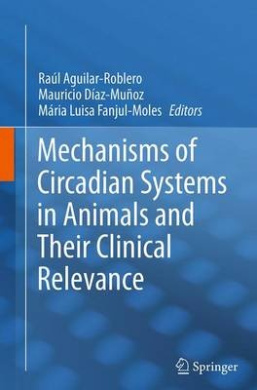 Raúl Aguilar-Roblero
Mauricio Díaz-Muñoz
Mária Luisa Fanjul-Moles Editors
Mechanisms of
Circadian Systems
in Animals and
Their Clinical
Relevance
Springer